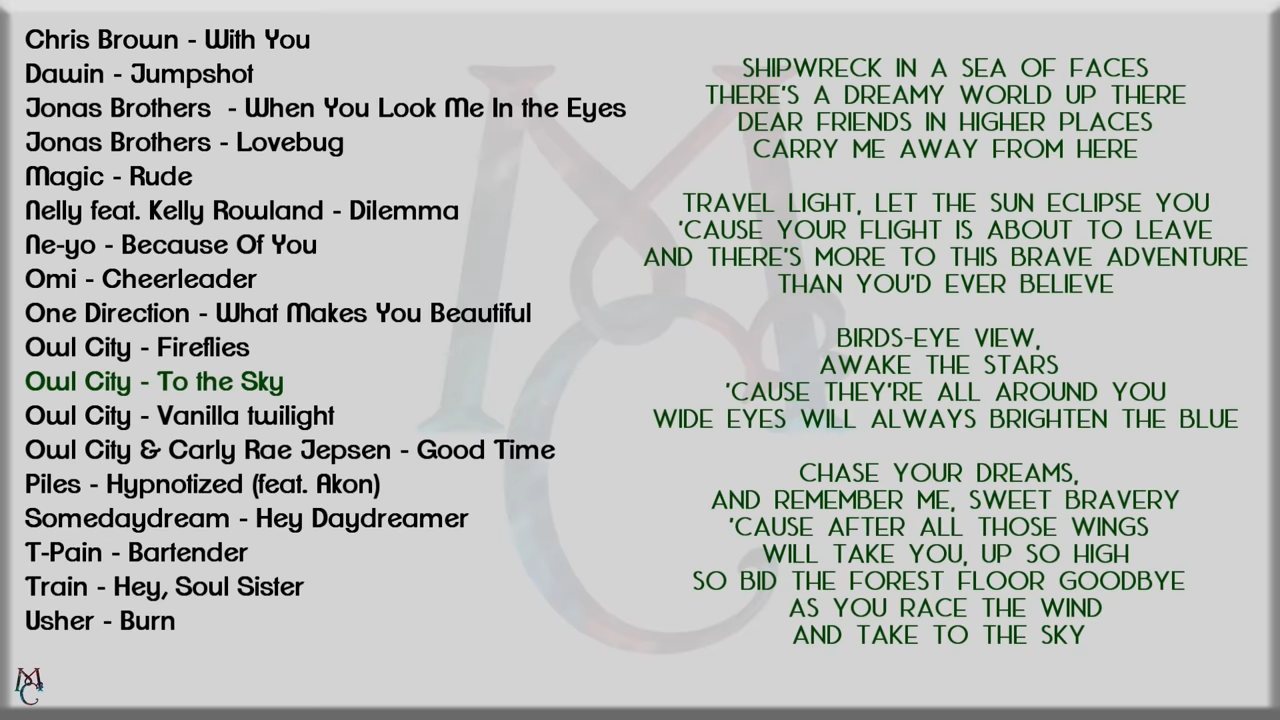 Chris Brown - With You
Dawin - Jumpshot
Jonas Brothers  - When You Look Me In the Eyes
Jonas Brothers - Lovebug
Magic - Rude
Nelly feat. Kelly Rowland - Dilemma
Ne-yo - Because Of You
Omi - Cheerleader
One Direction - What Makes You Beautiful
Owl City - Fireflies
Owl City - To the Sky
Owl City - Vanilla twilight
Owl City & Carly Rae Jepsen - Good Time
Piles - Hypnotized (feat. Akon)
Somedaydream - Hey Daydreamer
T-Pain - Bartender
Train - Hey, Soul Sister
Usher - Burn
SHIPWRECK IN A SEA OF FACES
THERE'S A DREAMY WORLD UP THERE
DEAR FRIENDS IN HIGHER PLACES
CARRY ME AWAY FROM HERE
TRAVEL LIGHT, LET THE SUN ECLIPSE YOU
'CAUSE YOUR FLIGHT IS ABOUT TO LEAVE
AND THERE'S MORE TO THIS BRAVE ADVENTURE
THAN YOU'D EVER BELIEVE
BIRDS-EYE VIEW,
AWAKE THE STARS
'CAUSE THEY'RE ALL AROUND YOU
WIDE EYES WILL ALWAYS BRIGHTEN THE BLUE
CHASE YOUR DREAMS,
AND REMEMBER ME, SWEET BRAVERY
'CAUSE AFTER ALL THOSE WINGS
WILL TAKE YOU, UP SO HIGH
SO BID THE FOREST FLOOR GOODBYE
AS YOU RACE THE WIND
AND TAKE TO THE SKY